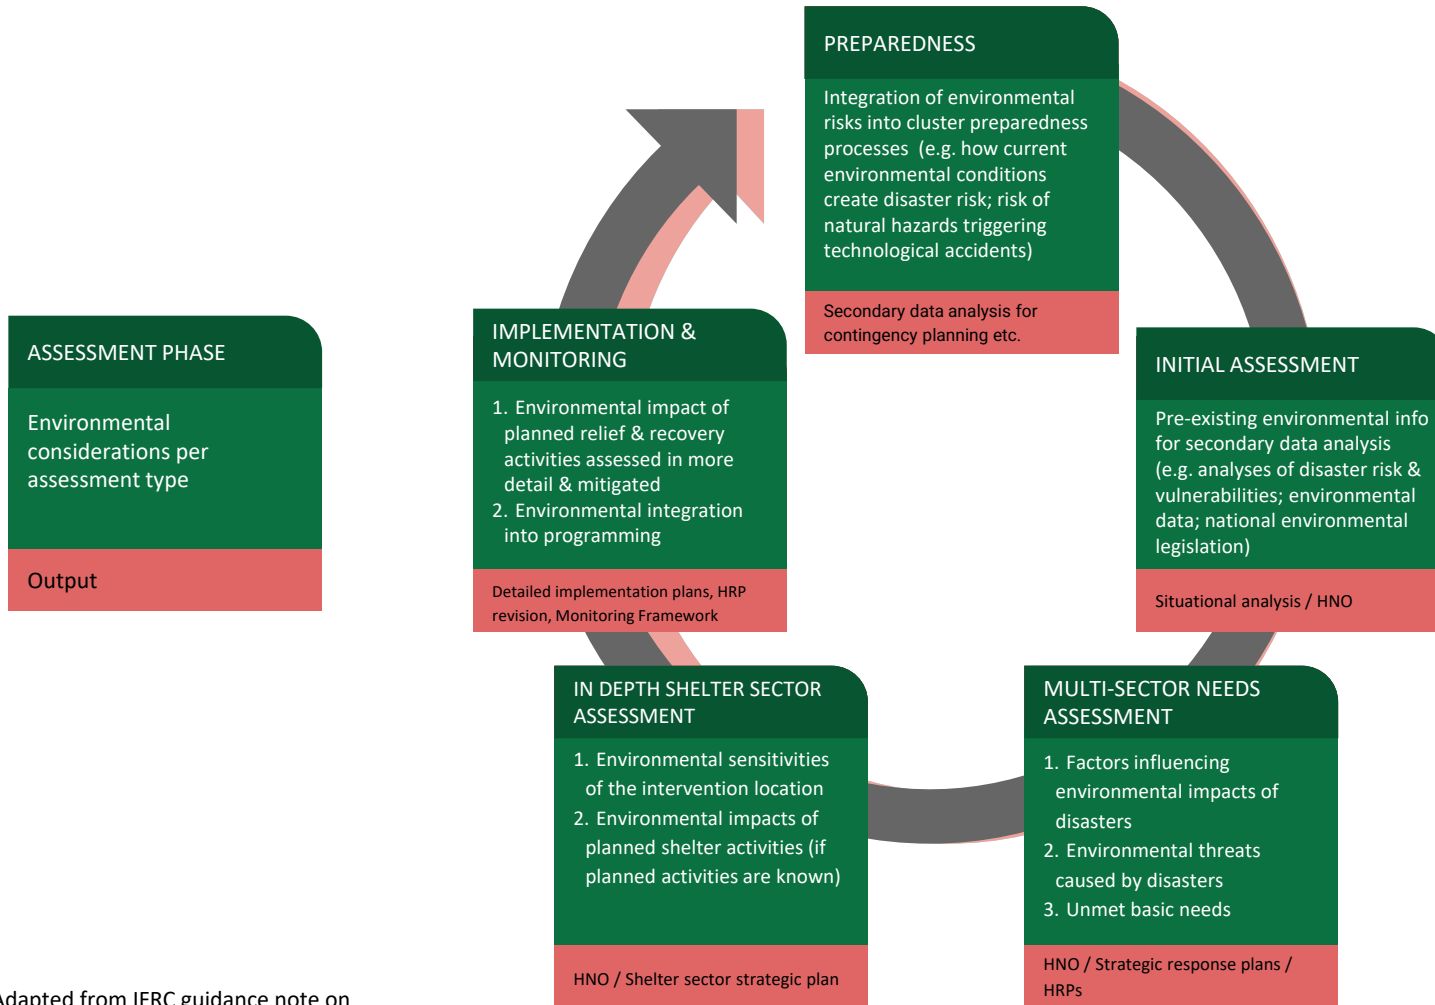 PREPAREDNESS
Integration of environmental
risks into cluster preparedness
processes (e.g. how current
environmental conditions
create disaster risk; risk of
natural hazards triggering
technological accidents)
Secondary data analysis for
contingency planning etc.
ASSESSMENT PHASE
Environmental
considerations per
assessment type
Output
IMPLEMENTATION &
MONITORING
1. Environmental impact of
planned relief & recovery
activities assessed in more
detail & mitigated
2. Environmental integration
into programming
Detailed implementation plans, HRP
revision, Monitoring Framework
INITIAL ASSESSMENT
Pre-existing environmental info
for secondary data analysis
(e.g. analyses of disaster risk &
vulnerabilities; environmental
data; national environmental
legislation)
Situational analysis / HNO
IN DEPTH SHELTER SECTOR
ASSESSMENT
1. Environmental sensitivities
of the intervention location
2. Environmental impacts of
planned shelter activities (if
planned activities are known)
HNO / Shelter sector strategic plan
MULTI-SECTOR NEEDS
ASSESSMENT
1. Factors influencing
environmental impacts of
disasters
2. Environmental threats
caused by disasters
3. Unmet basic needs
HNO / Strategic response plans /
HRPs
Adapted from IFRC guidance note on